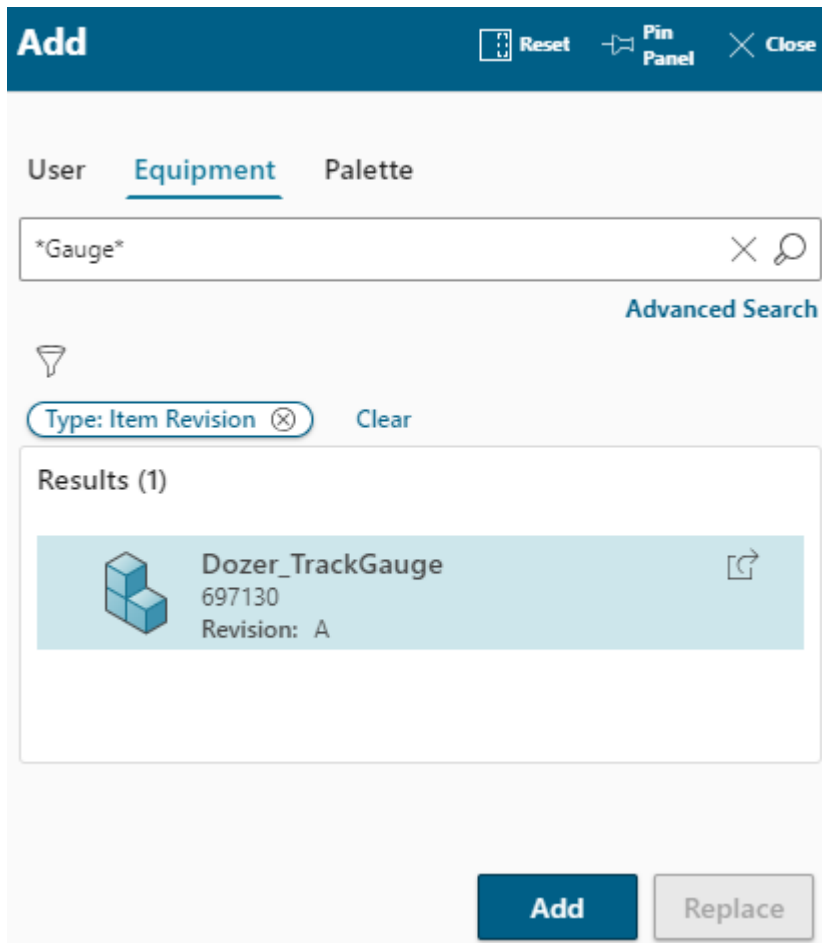 Add
Reset
Pin
Panel
Close
User Equipment Palette
*Gauge*
Advanced Search
Type: Item Revision
Clear
Results (1)
Dozer_TrackGauge
697130
Revision: A
Add
Replace